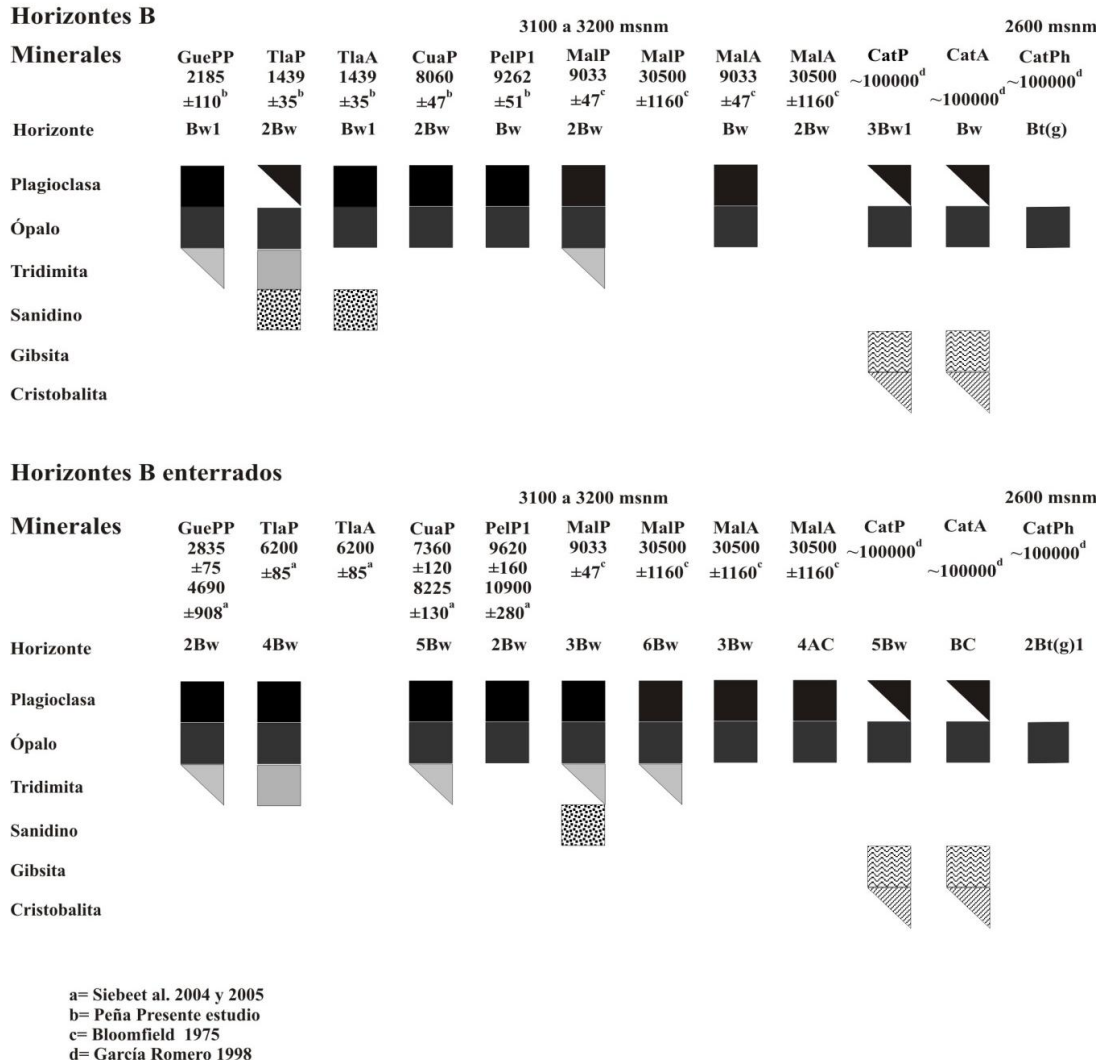 Horizontes B
3100 a 3200 msnm 2600 msnm
Minerales GuePP TlaP TlaA CuaP PelP1 MalP MalP MalA MalA CatP CatA CatPh
2185 1439 1439 8060 9262 9033 30500 9033 30500 ~100000d ~100000d ~100000d
±110b ±35b ±35b ±47b ±51b ±47c ±1160c ±47c ±1160c
Horizonte Bw1 2Bw Bw1 2Bw Bw 2Bw Bw 2Bw 3Bw1 Bw Bt(g)
Plagioclasa
Ópalo
Tridimita
Sanidino
Gibsita
Cristobalita
Horizontes B enterrados
3100 a 3200 msnm 2600 msnm
Minerales GuePP TlaP TlaA CuaP PelP1 MalP MalP MalA MalA CatP CatA CatPh
2835 6200 6200 7360 9620 9033 30500 30500 30500 ~100000d ~100000d ~100000d
±75 ±85a ±85a ±120 ±160 ±47c ±1160c ±1160c ±1160c
4690 8225 10900
±908a ±130a ±280a
Horizonte 2Bw 4Bw 5Bw 2Bw 3Bw 6Bw 3Bw 4AC 5Bw BC 2Bt(g)1
Plagioclasa
Ópalo
Tridimita
Sanidino
Gibsita
Cristobalita
a= Siebeet al. 2004 y 2005
b= Peña Presente estudio
c= Bloomfield 1975
d= García Romero 1998